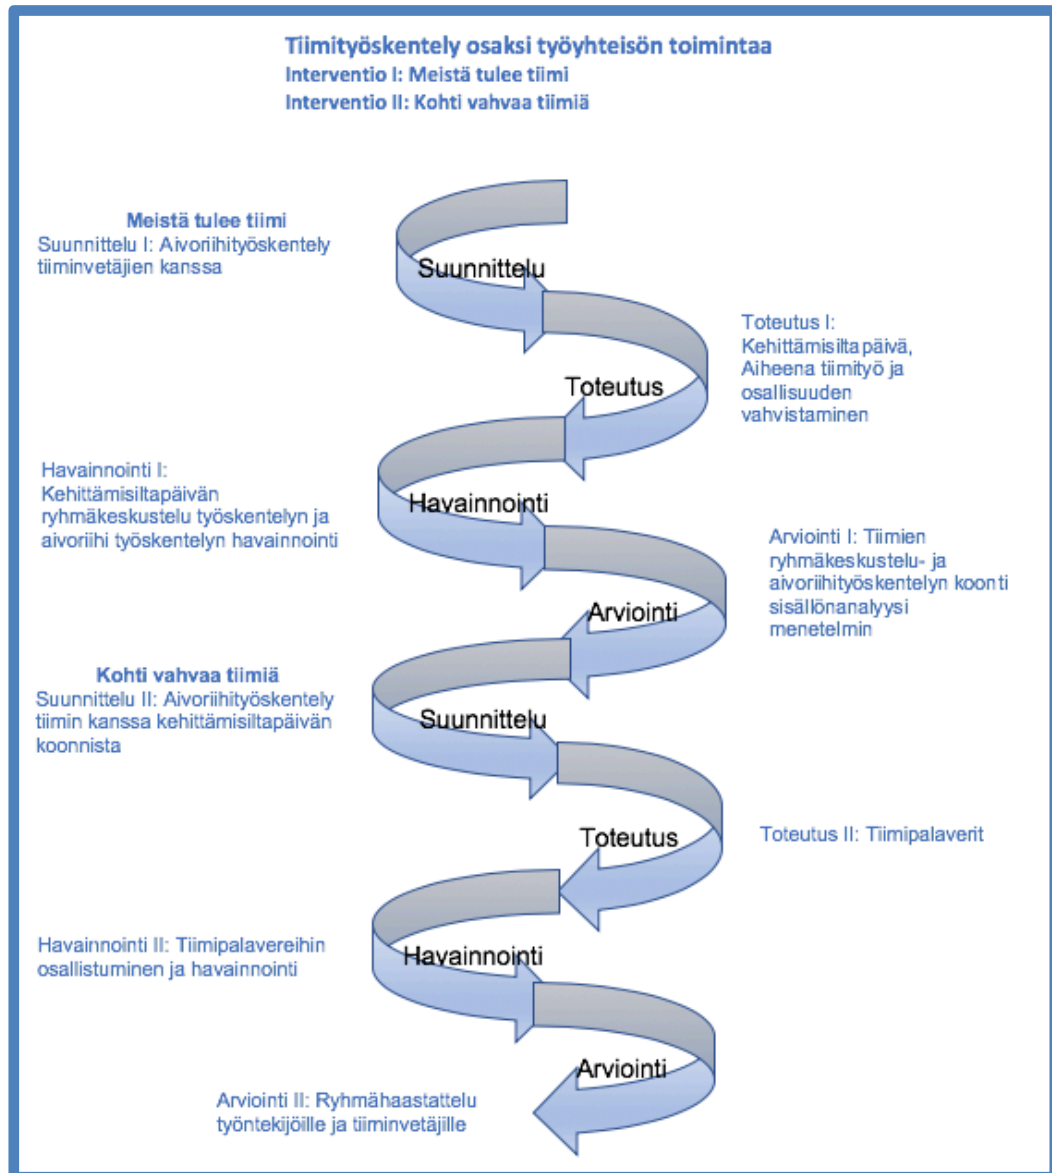 Tiimityöskentely osaksi työyhteisön toimintaa
Interventio I: Meistä tulee tiimi
Interventio II: Kohti vahvaa tiimiä
Meistä tulee tiimi
Suunnittelu I: Aivoriihityöskentely
tiiminvetäjien kanssa
Suunnittelu
Toteutus I:
Kehittämisiltapäivä,
Aiheena tiimityö ja
osallisuuden
vahvistaminen
Toteutus
Havainnointi I:
Kehittämisiltapäivän
ryhmäkeskustelu työskentelyn ja
aivoriihi työskentelyn havainnointi
Havainnointi
Arviointi I: Tiimien
ryhmäkeskustelu- ja
aivoriihityöskentelyn koonti
sisällönanalyysi
menetelmin
Arviointi
Kohti vahvaa tiimiä
Suunnittelu II: Aivoriihityöskentely
tiimin kanssa kehittämisiltapäivän
koonnista
Suunnittelu
Toteutus
Toteutus II: Tiimipalaverit
Havainnointi II: Tiimipalavereihin
osallistuminen ja havainnointi
Havainnointi
Arviointi
Arviointi II: Ryhmähaastattelu
työntekijöille ja tiiminvetäjille